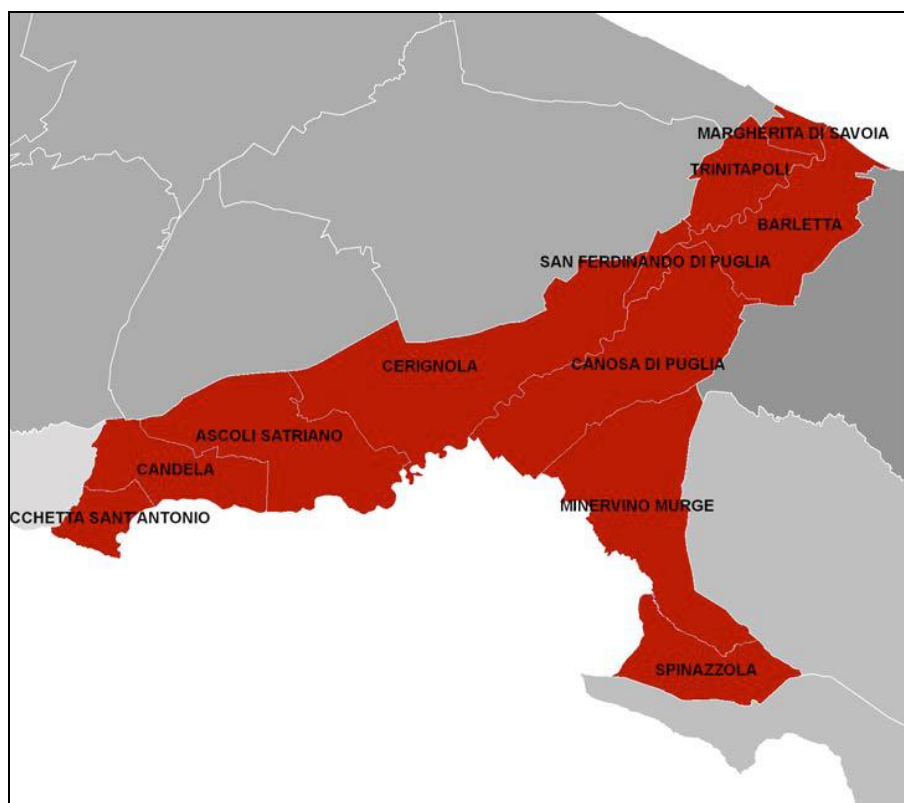 MARGHERITA DI SAVOIA
TRINITAPOLI
BARLETTA
SAN FERDINANDO DI PUGLIA
CERIGNOLA
CANOSA DI PUGLIA
ASCOLI SATRIANO
CANDELA
MINERVINO MURGE
CCHETTA SANT'ANTONIO
SPINAZZOLA